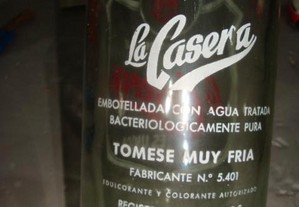 La Casera
EMBOTELLADA CON AGUA TRATADA
BACTERIOLOGICAMENTE PURA
TOMESE MUY FRIA
FABRICANTE N.º 5.401
EDULCORANTE Y COLORANTE AUTORIZADO